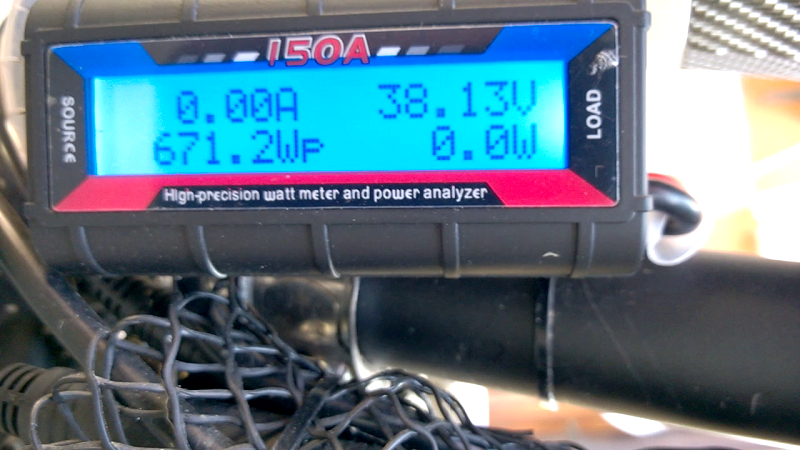 150A
SOURCE
0.00A 38.13V
671.2Wp 0.0W
LOAD
High-precision watt meter and power analyzer